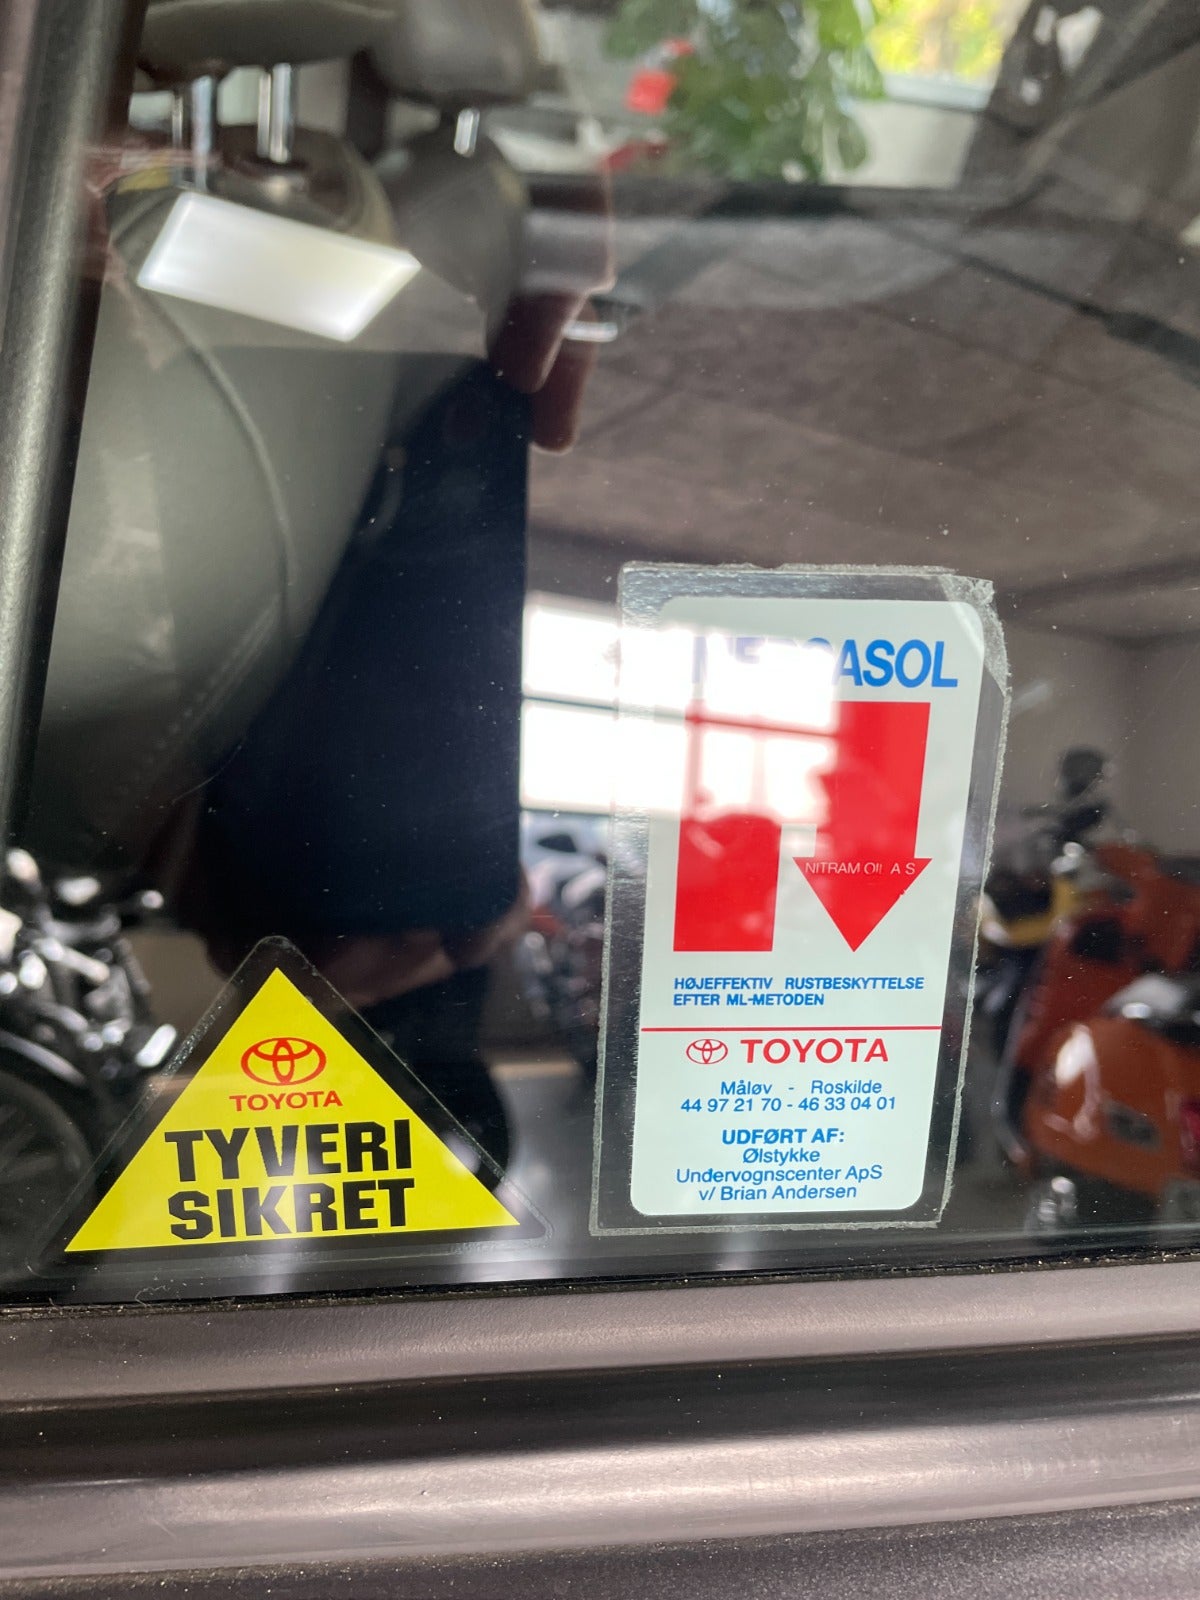 TOYOTA
TYVERI
SIKRET
NITRAM OIL A S
HØJEFFEKTIV RUSTBESKYTTELSE
EFTER ML-METODEN
TOYOTA
Måløv - Roskilde
44 97 21 70 - 46 33 04 01
UDFØRT AF:
Ølstykke
Undervognscenter ApS
v/ Brian Andersen